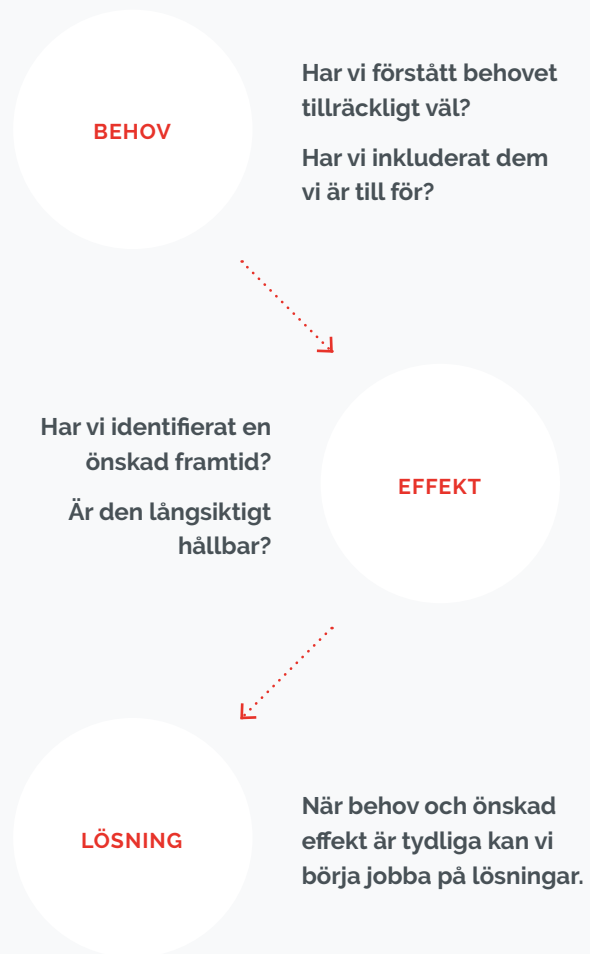 BEHOV
Har vi förstått behovet
tillräckligt väl?
Har vi inkluderat dem
vi är till för?
Har vi identifierat en
önskad framtid?
Är den långsiktigt
hållbar?
EFFEKT
LÖSNING
När behov och önskad
effekt är tydliga kan vi
börja jobba på lösningar.